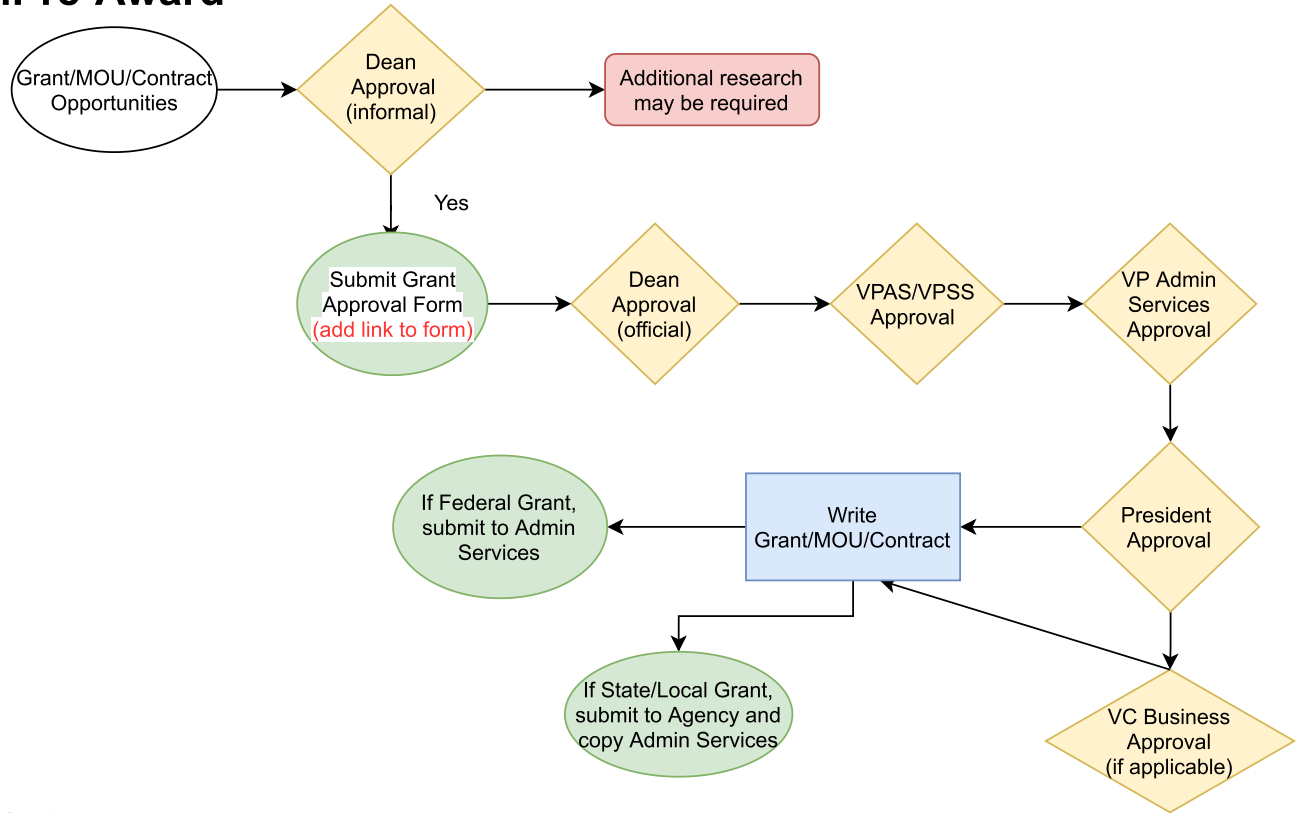 Grant/MOU/Contract
Opportunities
Dean
Approval
(informal)
Additional research
may be required
Yes
Submit Grant
Approval Form
(add link to form)
Dean
Approval
(official)
VPAS/VPSS
Approval
VP Admin
Services
Approval
If Federal Grant,
submit to Admin
Services
Write
Grant/MOU/Contract
President
Approval
If State/Local Grant,
submit to Agency and
copy Admin Services
VC Business
Approval
(if applicable)